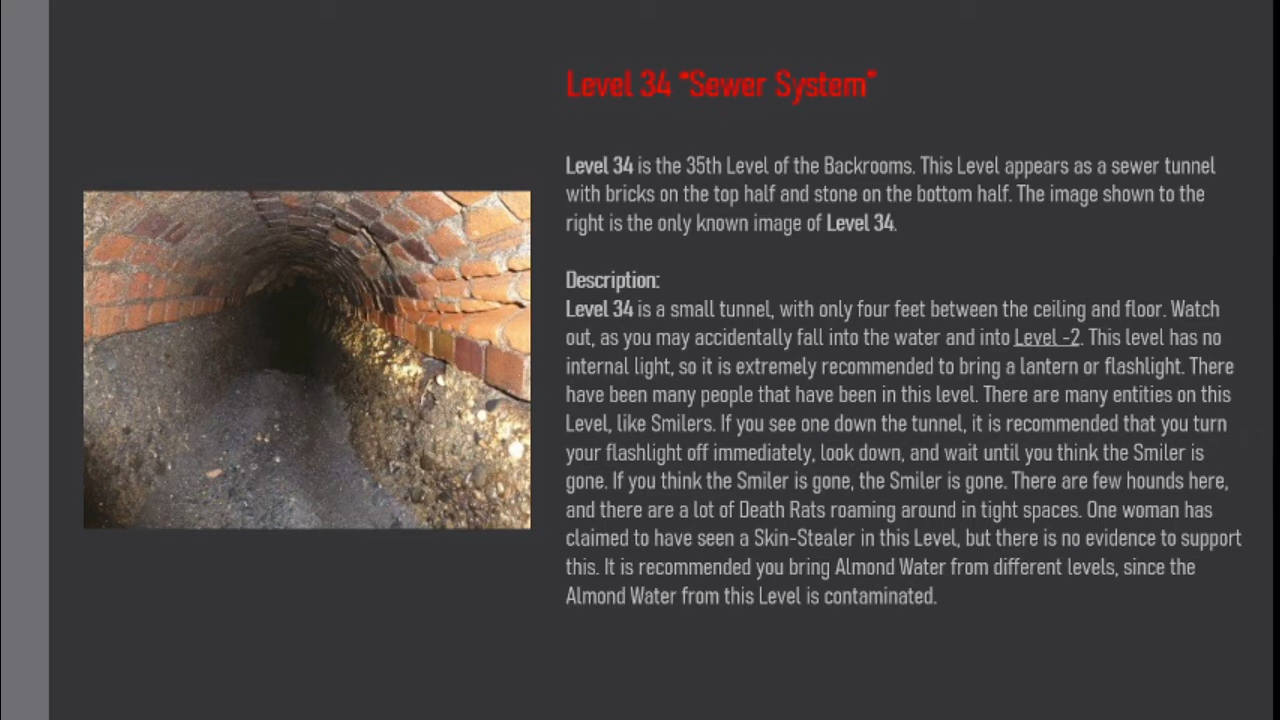 Level 34 "Sewer System"
Level 34 is the 35th Level of the Backrooms. This Level appears as a sewer tunnel
with bricks on the top half and stone on the bottom half. The image shown to the
right is the only known image of Level 34.
Description:
Level 34 is a small tunnel, with only four feet between the ceiling and floor. Watch
out, as you may accidentally fall into the water and into Level -2. This level has no
internal light, so it is extremely recommended to bring a lantern or flashlight. There
have been many people that have been in this level. There are many entities on this
Level, like Smilers. If you see one down the tunnel, it is recommended that you turn
your flashlight off immediately, look down, and wait until you think the Smiler is
gone. If you think the Smiler is gone, the Smiler is gone. There are few hounds here,
and there are a lot of Death Rats roaming around in tight spaces. One woman has
claimed to have seen a Skin-Stealer in this Level, but there is no evidence to support
this. It is recommended you bring Almond Water from different levels, since the
Almond Water from this Level is contaminated.